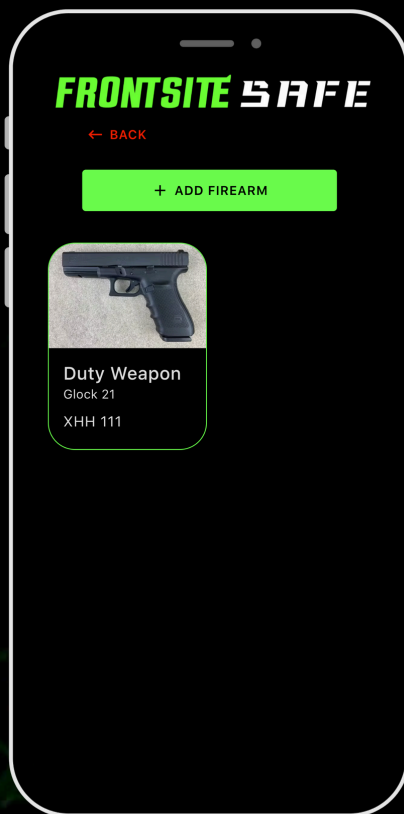 FRONTSITE SAFE
← BACK
+ ADD FIREARM
Duty Weapon
Glock 21
XHH 111